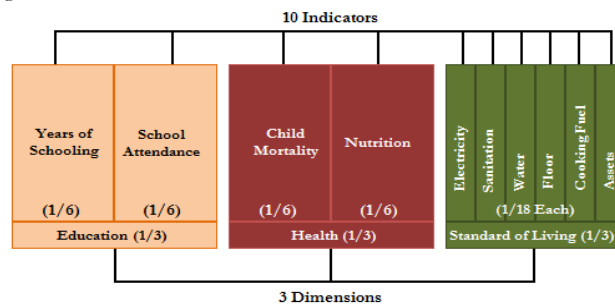 10 Indicators
Years of
Schooling
(1/6)
School
Attendance
(1/6)
Education (1/3)
Child
Mortality
(1/6)
Nutrition
(1/6)
Health (1/3)
Electricity
Sanitation
Water
Floor
Cooking Fuel
Assets
(1/18 Each)
Standard of Living (1/3)
3 Dimensions